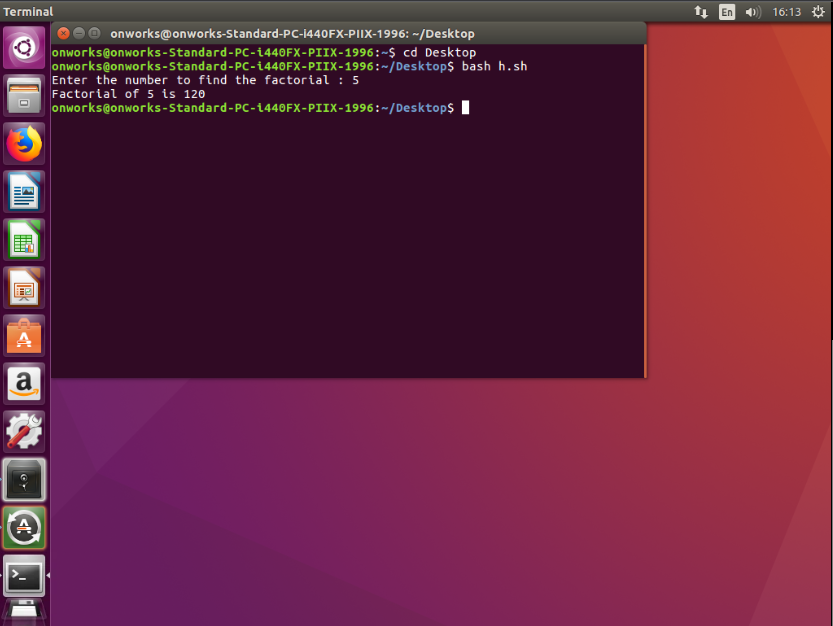 Terminal
En
16:13
onworks@onworks-Standard-PC-i440FX-PIIX-1996: ~/Desktop
onworks@onworks-Standard-PC-i440FX-PIIX-1996:~$ cd Desktop
onworks@onworks-Standard-PC-i440FX-PIIX-1996:~/Desktop$ bash h.sh
Enter the number to find the factorial : 5
Factorial of 5 is 120
onworks@onworks-Standard-PC-i440FX-PIIX-1996:~/Desktop$